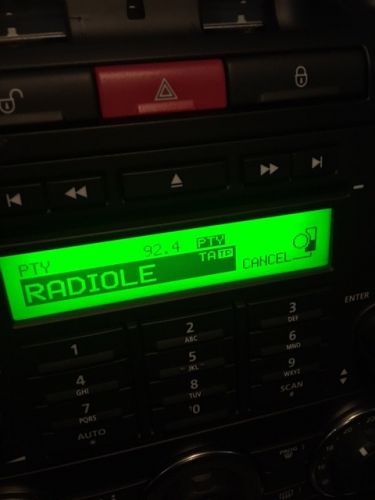 92.4 PTY
PTY
TA TP
RADIOLE
CANCEL
ENTER
1
2
ABC
3
DEF
4
GHI
5
JKL
6
MNO
7
PQRS
8
TUV
9
WXYZ
AUTO
*
0
SCAN
#